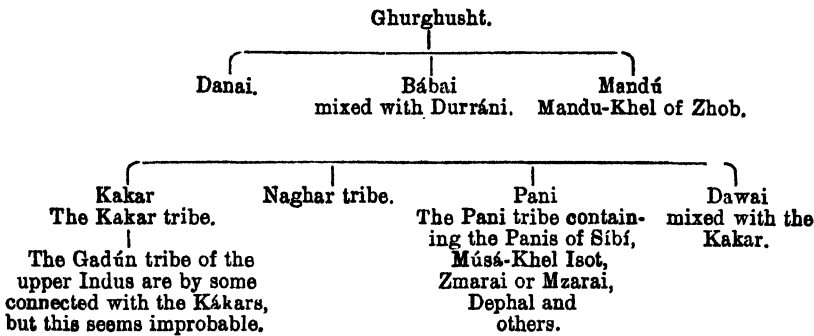 Ghurghusht.
Danai. Bábai Mandú
mixed with Durráni. Mandu-Khel of Zhob.
Kakar Naghar tribe. Pani Dawai
The Kakar tribe. The Pani tribe contain- mixed with the
ing the Panis of Síbí, Kakar.
The Gadún tribe of the Músá-Khel Isot,
upper Indus are by some Zmarai or Mzarai,
connected with the Kákars, Dephal and
but this seems improbable. others.